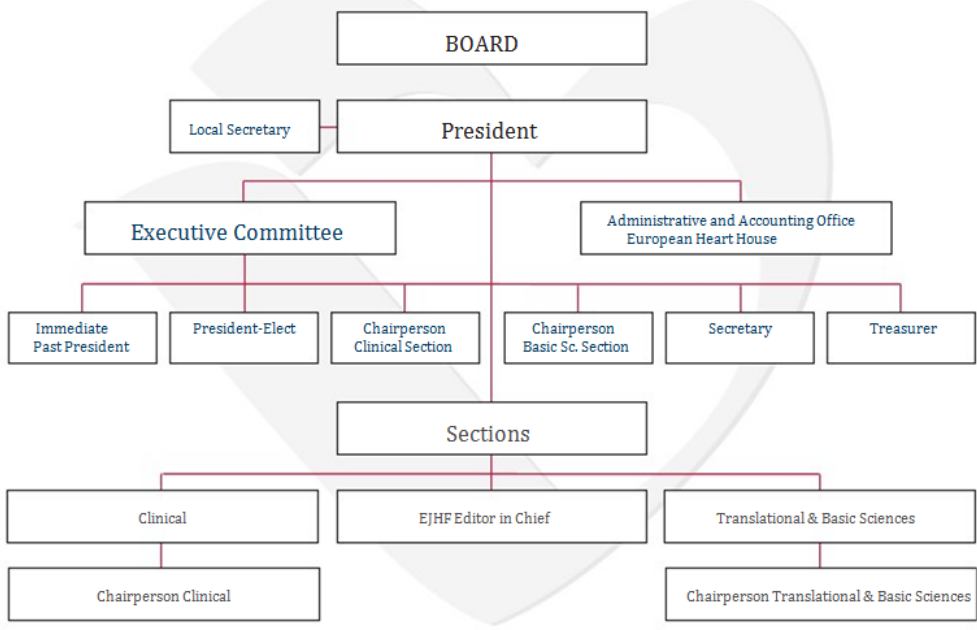 BOARD
Local Secretary
President
Executive Committee
Administrative and Accounting Office
European Heart House
Immediate
Past President
President-Elect
Chairperson
Clinical Section
Chairperson
Basic Sc. Section
Secretary
Treasurer
Sections
Clinical
EJHF Editor in Chief
Translational & Basic Sciences
Chairperson Clinical
Chairperson Translational & Basic Sciences